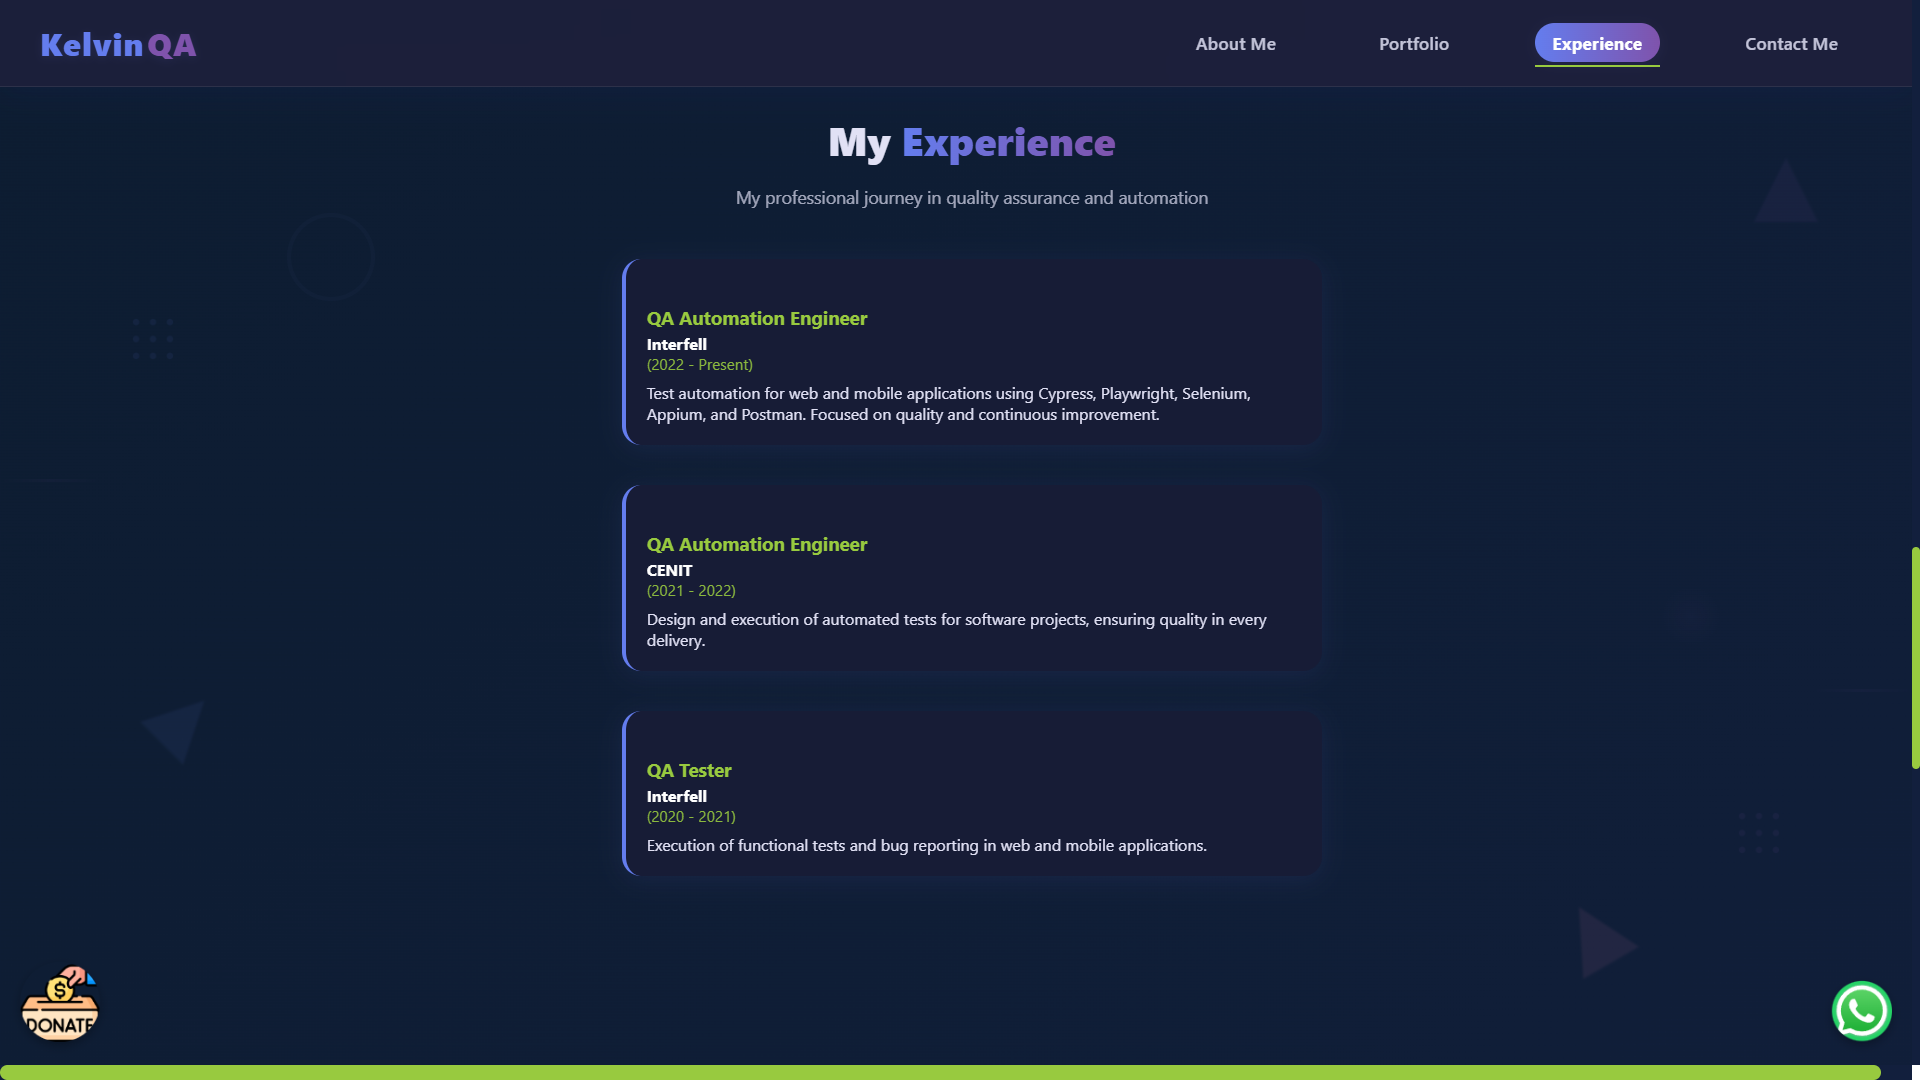 KelvinQA
About Me
Portfolio
Experience
Contact Me
My Experience
My professional journey in quality assurance and automation
QA Automation Engineer
Interfell
(2022 - Present)
Test automation for web and mobile applications using Cypress, Playwright, Selenium,
Appium, and Postman. Focused on quality and continuous improvement.
QA Automation Engineer
CENIT
(2021 - 2022)
Design and execution of automated tests for software projects, ensuring quality in every
delivery.
QA Tester
Interfell
(2020 - 2021)
Execution of functional tests and bug reporting in web and mobile applications.
$
DONATE